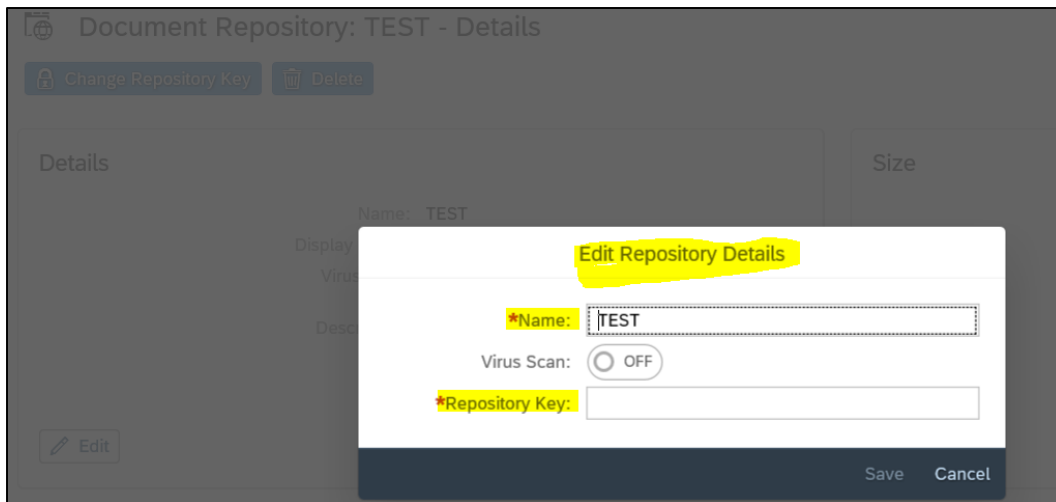 Document Repository: TEST - Details
Change Repository Key Delete
Details
Size
Name: TEST
Display
Virus
Descr
Edit Repository Details
*Name: TEST
Virus Scan: OFF
*Repository Key:
Edit
Save Cancel